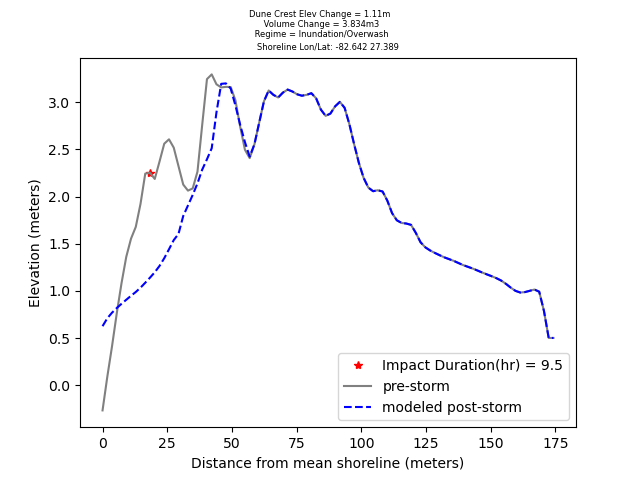 Dune Crest Elev Change = 1.11m
Volume Change = 3.834m3
Regime = Inundation/Overwash
Shoreline Lon/Lat: -82.642 27.389
3.0
2.5
2.0
1.5
1.0
0.5
0.0
Elevation (meters)
Impact Duration(hr) = 9.5
pre-storm
modeled post-storm
0 25 50 75 100 125 150 175
Distance from mean shoreline (meters)